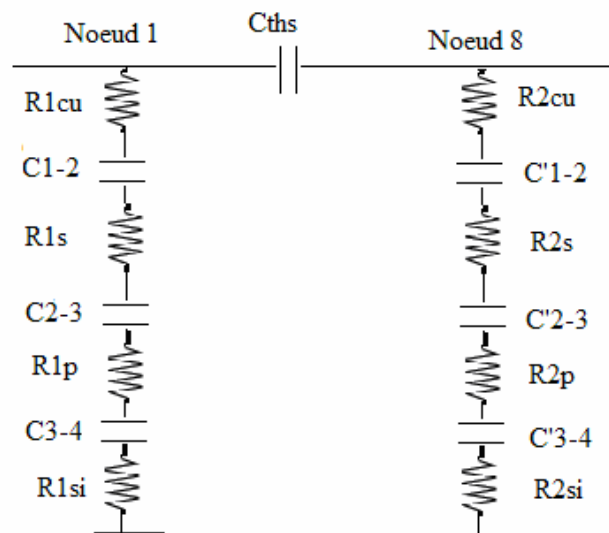 Noeud 1
Cths
Noeud 8
R1cu
R2cu
C1-2
C'1-2
R1s
R2s
C2-3
C'2-3
R1p
R2p
C3-4
C'3-4
R1si
R2si